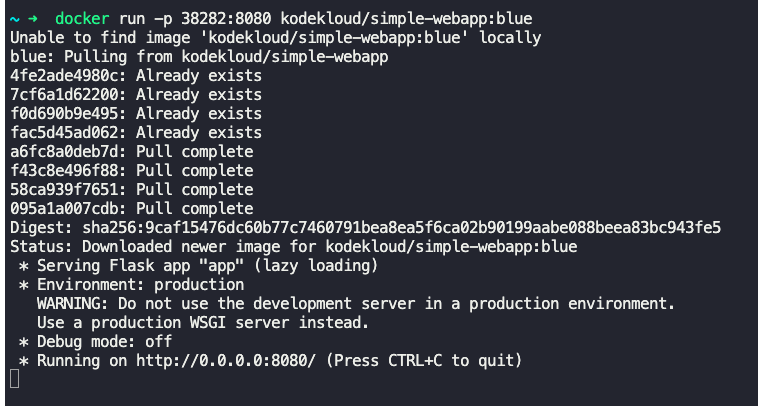 ~ ➜  docker run -p 38282:8080 kodekloud/simple-webapp:blue
Unable to find image 'kodekloud/simple-webapp:blue' locally
blue: Pulling from kodekloud/simple-webapp
4fe2ade4980c: Already exists
7cf6a1d62200: Already exists
f0d690b9e495: Already exists
fac5d45ad062: Already exists
a6fc8a0deb7d: Pull complete
f43c8e496f88: Pull complete
58ca939f7651: Pull complete
095a1a007cdb: Pull complete
Digest: sha256:9caf15476dc60b77c7460791bea8ea5f6ca02b90199aabe088beea83bc943fe5
Status: Downloaded newer image for kodekloud/simple-webapp:blue
 * Serving Flask app "app" (lazy loading)
 * Environment: production
   WARNING: Do not use the development server in a production environment.
   Use a production WSGI server instead.
 * Debug mode: off
 * Running on http://0.0.0.0:8080/ (Press CTRL+C to quit)